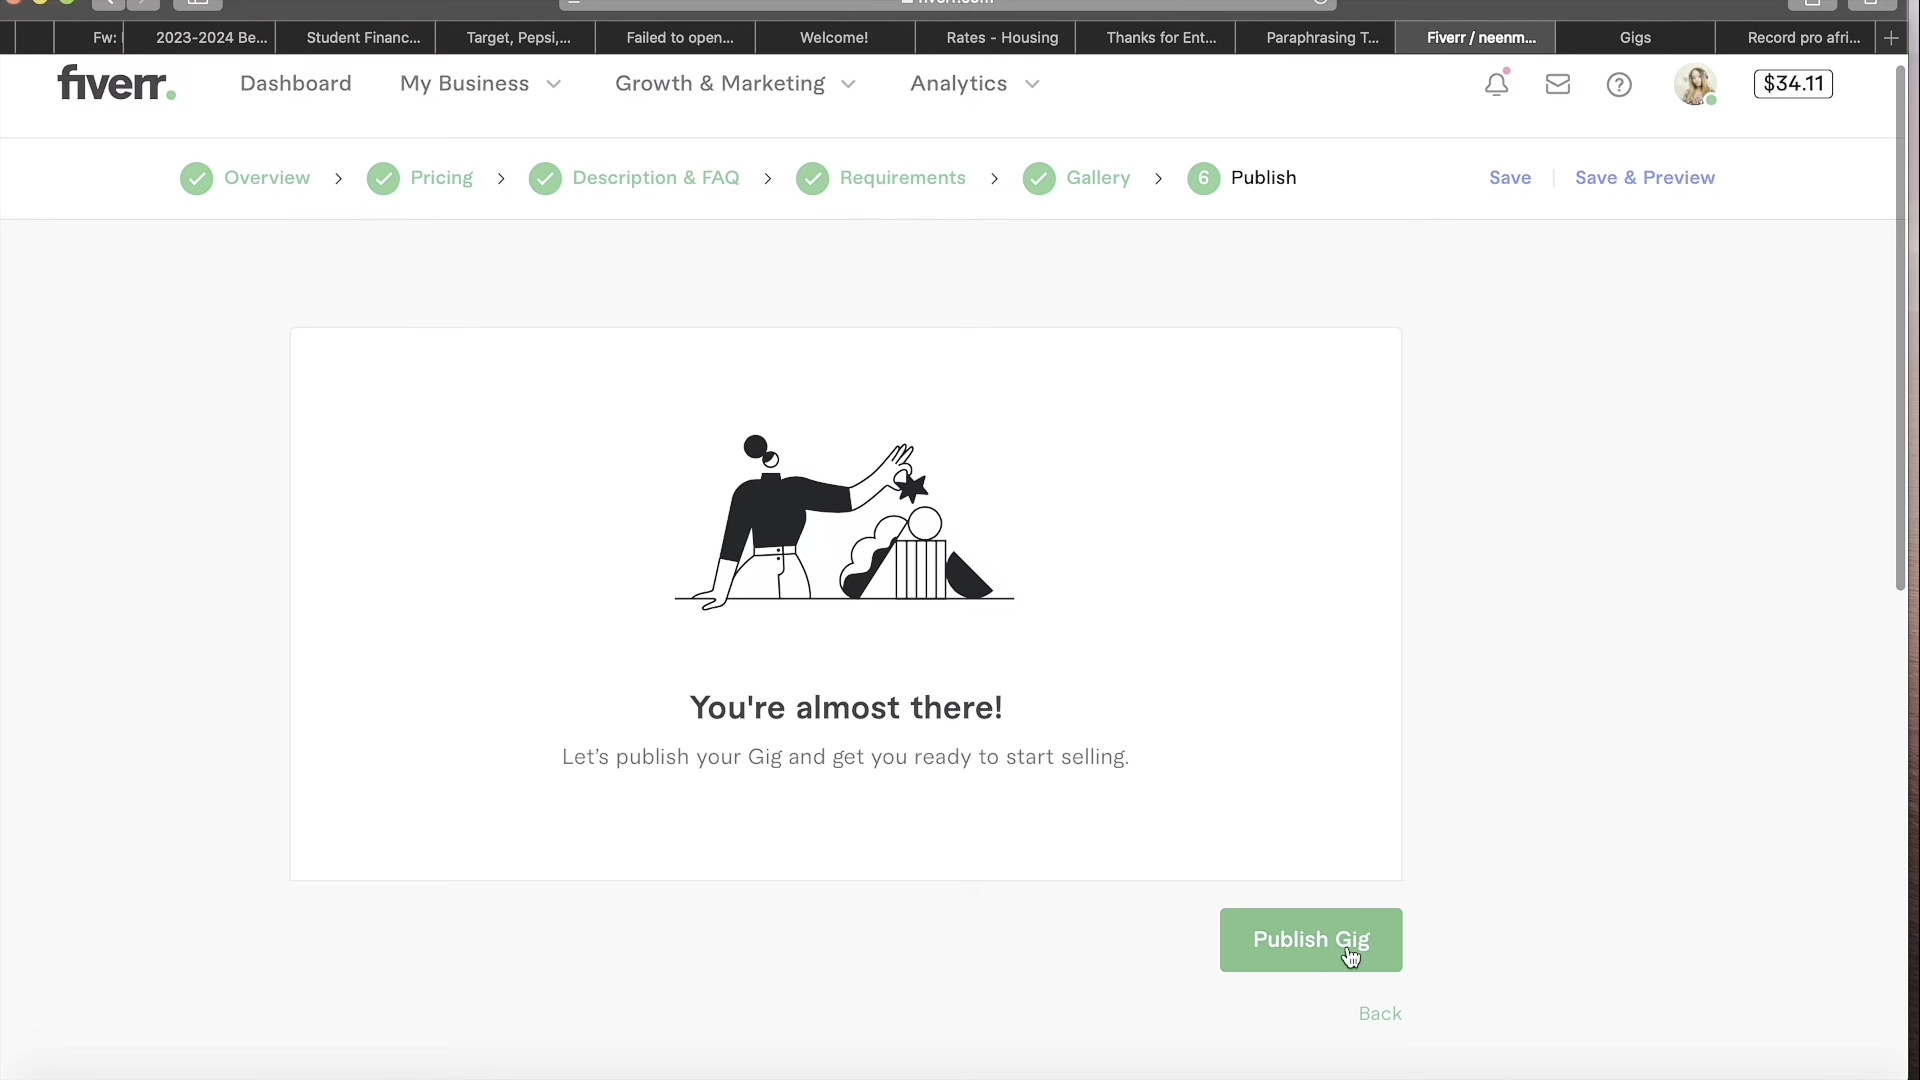 Fw:
2023-2024 Be...
Student Financ...
Target, Pepsi,...
Failed to open...
Welcome!
Rates - Housing
Thanks for Ent...
Paraphrasing T...
Fiverr / neenm...
Gigs
Record pro afri...
fiverr.
Dashboard
My Business
Growth & Marketing
Analytics
$34.11
Overview
Pricing
Description & FAQ
Requirements
Gallery
6 Publish
Save
Save & Preview
You're almost there!
Let's publish your Gig and get you ready to start selling.
Publish Gig
Back